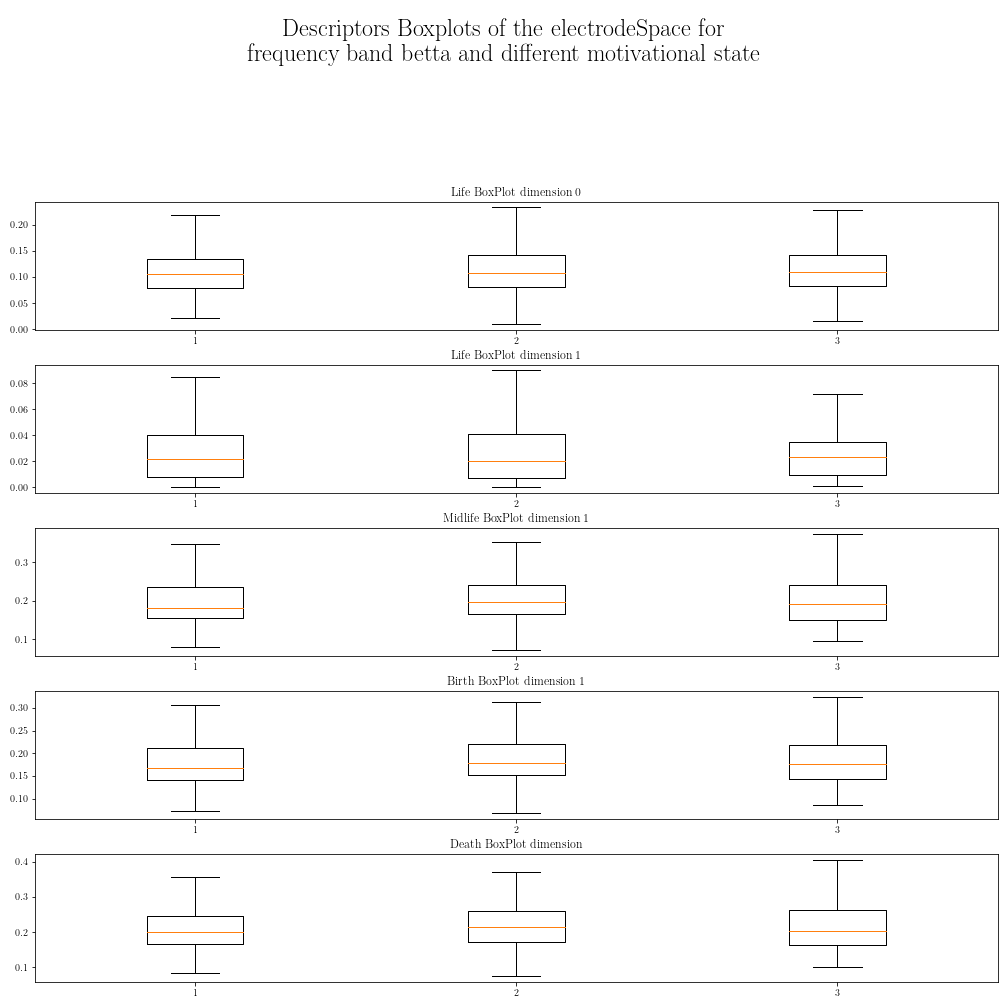 Descriptors Boxplots of the electrodeSpace for
frequency band betta and different motivational state
Life BoxPlot dimension 0
0.20
0.15
0.10
0.05
0.00
1 2 3
Life BoxPlot dimension 1
0.08
0.06
0.04
0.02
0.00
1 2 3
Midlife BoxPlot dimension 1
0.3
0.2
0.1
1 2 3
Birth BoxPlot dimension 1
0.30
0.25
0.20
0.15
0.10
1 2 3
Death BoxPlot dimension
0.4
0.3
0.2
0.1
1 2 3